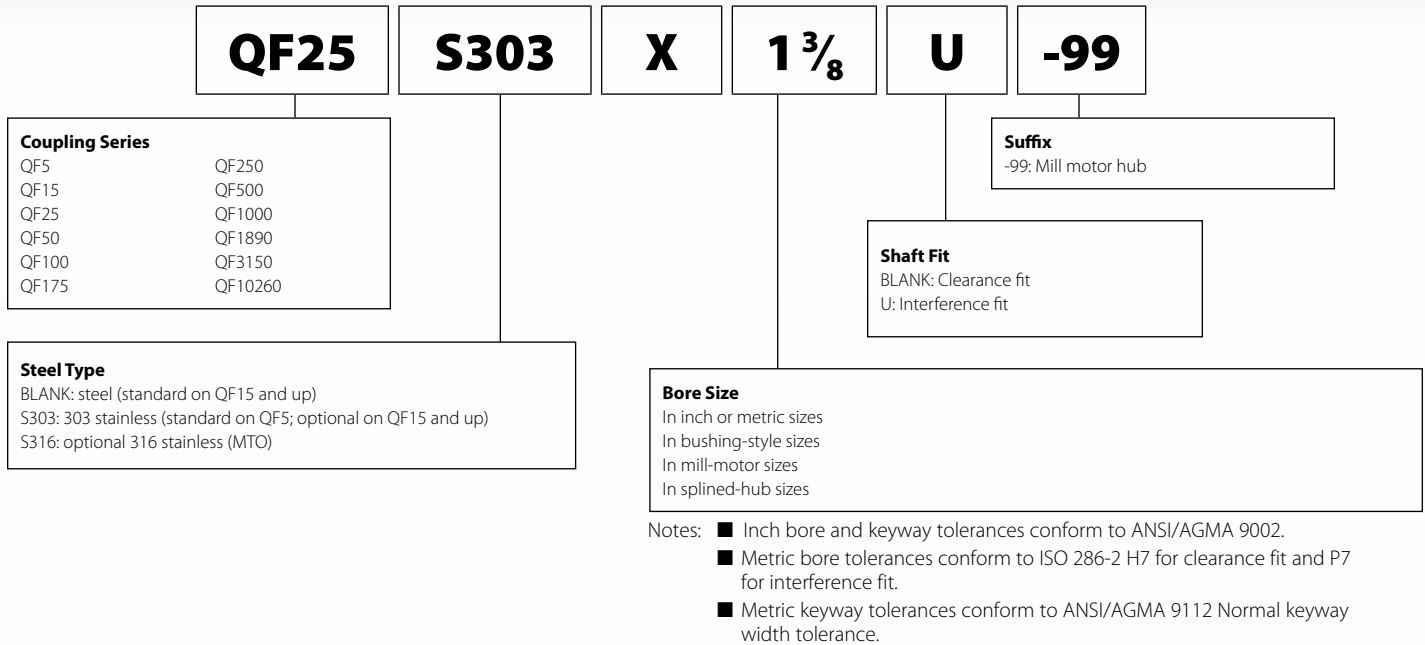 QF25 S303 X 1 3/8 U -99
Coupling Series
QF5 QF250
QF15 QF500
QF25 QF1000
QF50 QF1890
QF100 QF3150
QF175 QF10260
Suffix
-99: Mill motor hub
Shaft Fit
BLANK: Clearance fit
U: Interference fit
Steel Type
BLANK: steel (standard on QF15 and up)
S303: 303 stainless (standard on QF5; optional on QF15 and up)
S316: optional 316 stainless (MTO)
Bore Size
In inch or metric sizes
In bushing-style sizes
In mill-motor sizes
In splined-hub sizes
Notes: ■ Inch bore and keyway tolerances conform to ANSI/AGMA 9002.
■ Metric bore tolerances conform to ISO 286-2 H7 for clearance fit and P7
for interference fit.
■ Metric keyway tolerances conform to ANSI/AGMA 9112 Normal keyway
width tolerance.